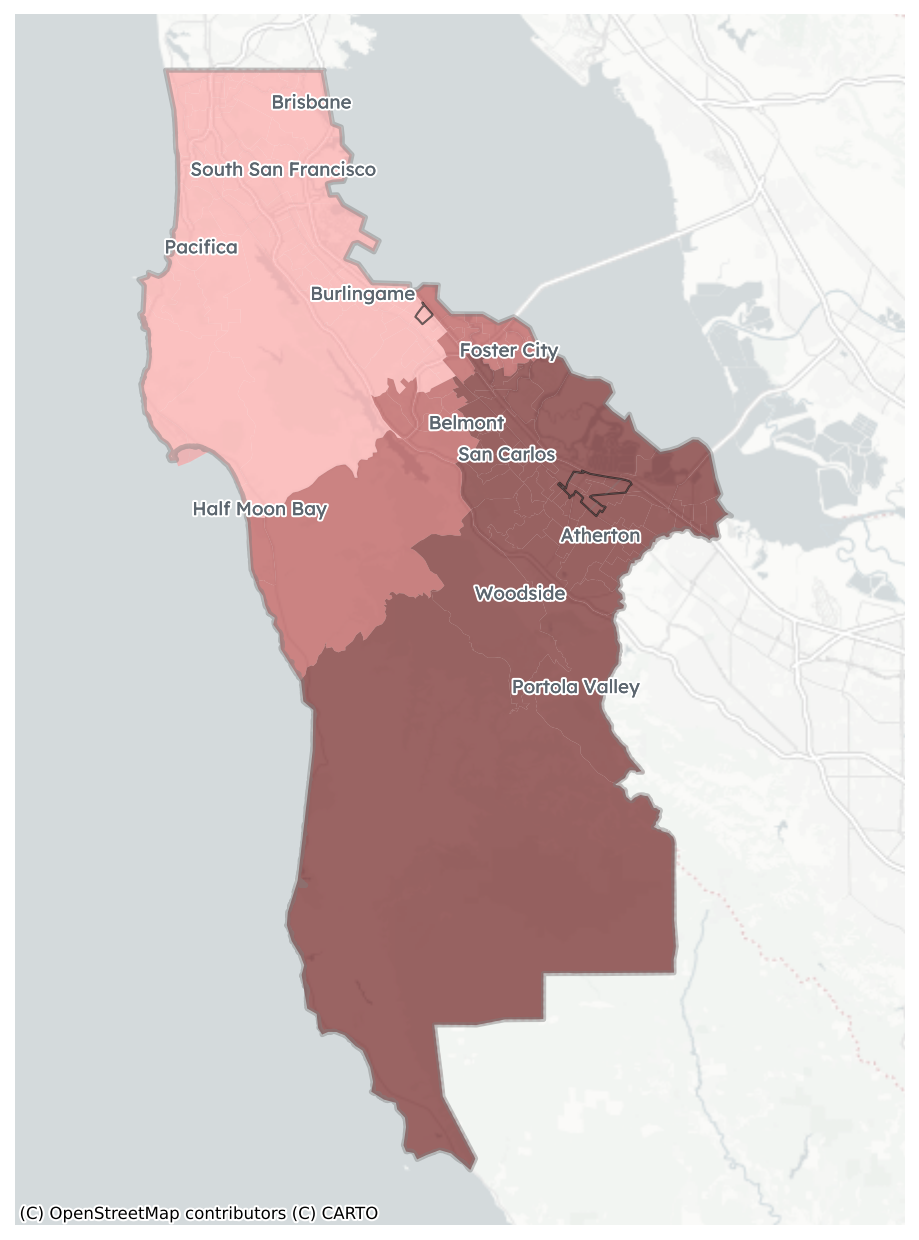 Brisbane
South San Francisco
Pacifica
Burlingame
Foster City
Belmont
San Carlos
Half Moon Bay
Atherton
Woodside
Portola Valley
(C) OpenStreetMap contributors (C) CARTO